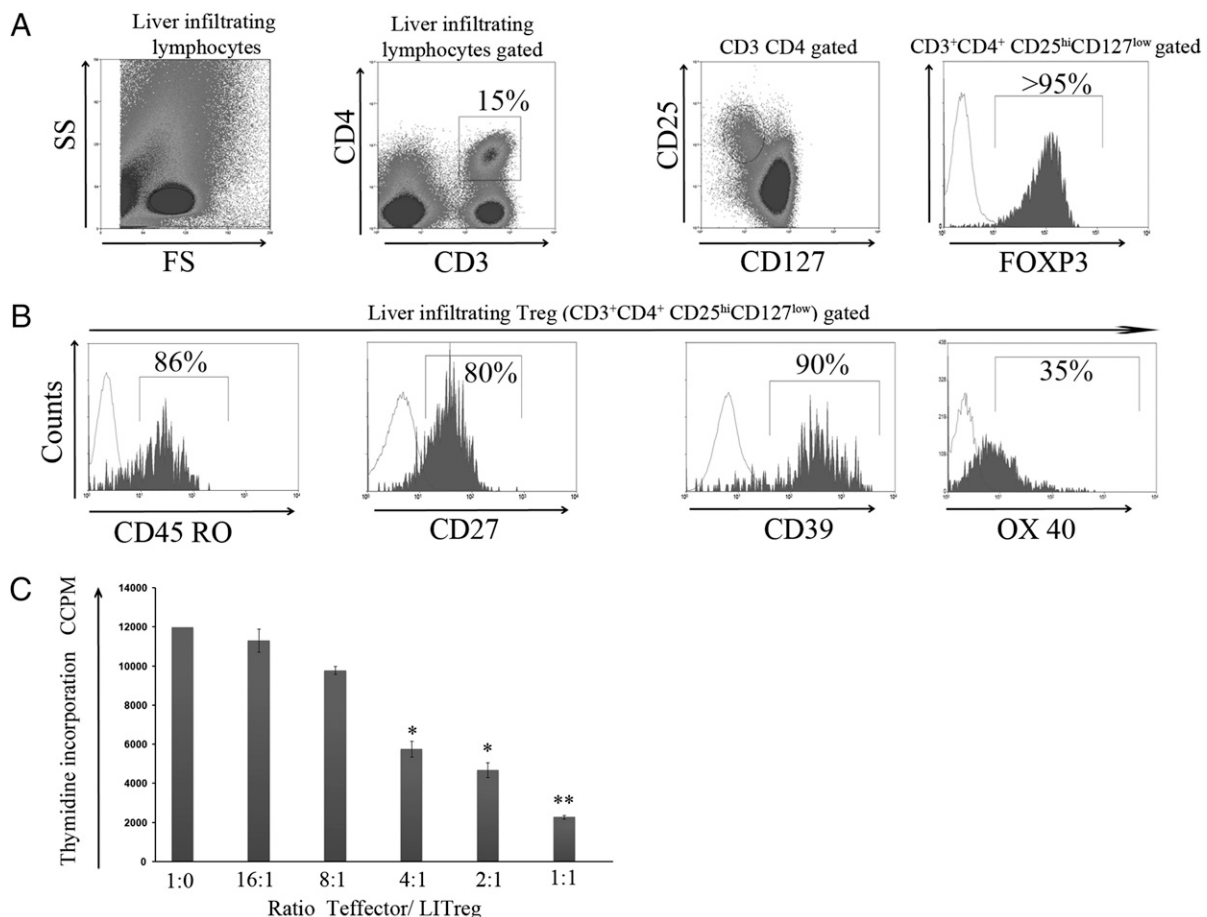 A
Liver infiltrating
lymphocytes
SS
FS
Liver infiltrating
lymphocytes gated
15%
CD4
CD3
CD3 CD4 gated
CD25
CD127
CD3⁺CD4⁺ CD25ʰⁱCD127ˡᵒʷ gated
>95%
FOXP3
B
Liver infiltrating Treg (CD3⁺CD4⁺ CD25ʰⁱCD127ˡᵒʷ) gated
Counts
86%
CD45 RO
80%
CD27
90%
CD39
35%
OX 40
C
Thymidine incorporation CCPM
14000
12000
10000
8000
6000
4000
2000
0
*
*
**
1:0 16:1 8:1 4:1 2:1 1:1
Ratio Teffector/ LITreg